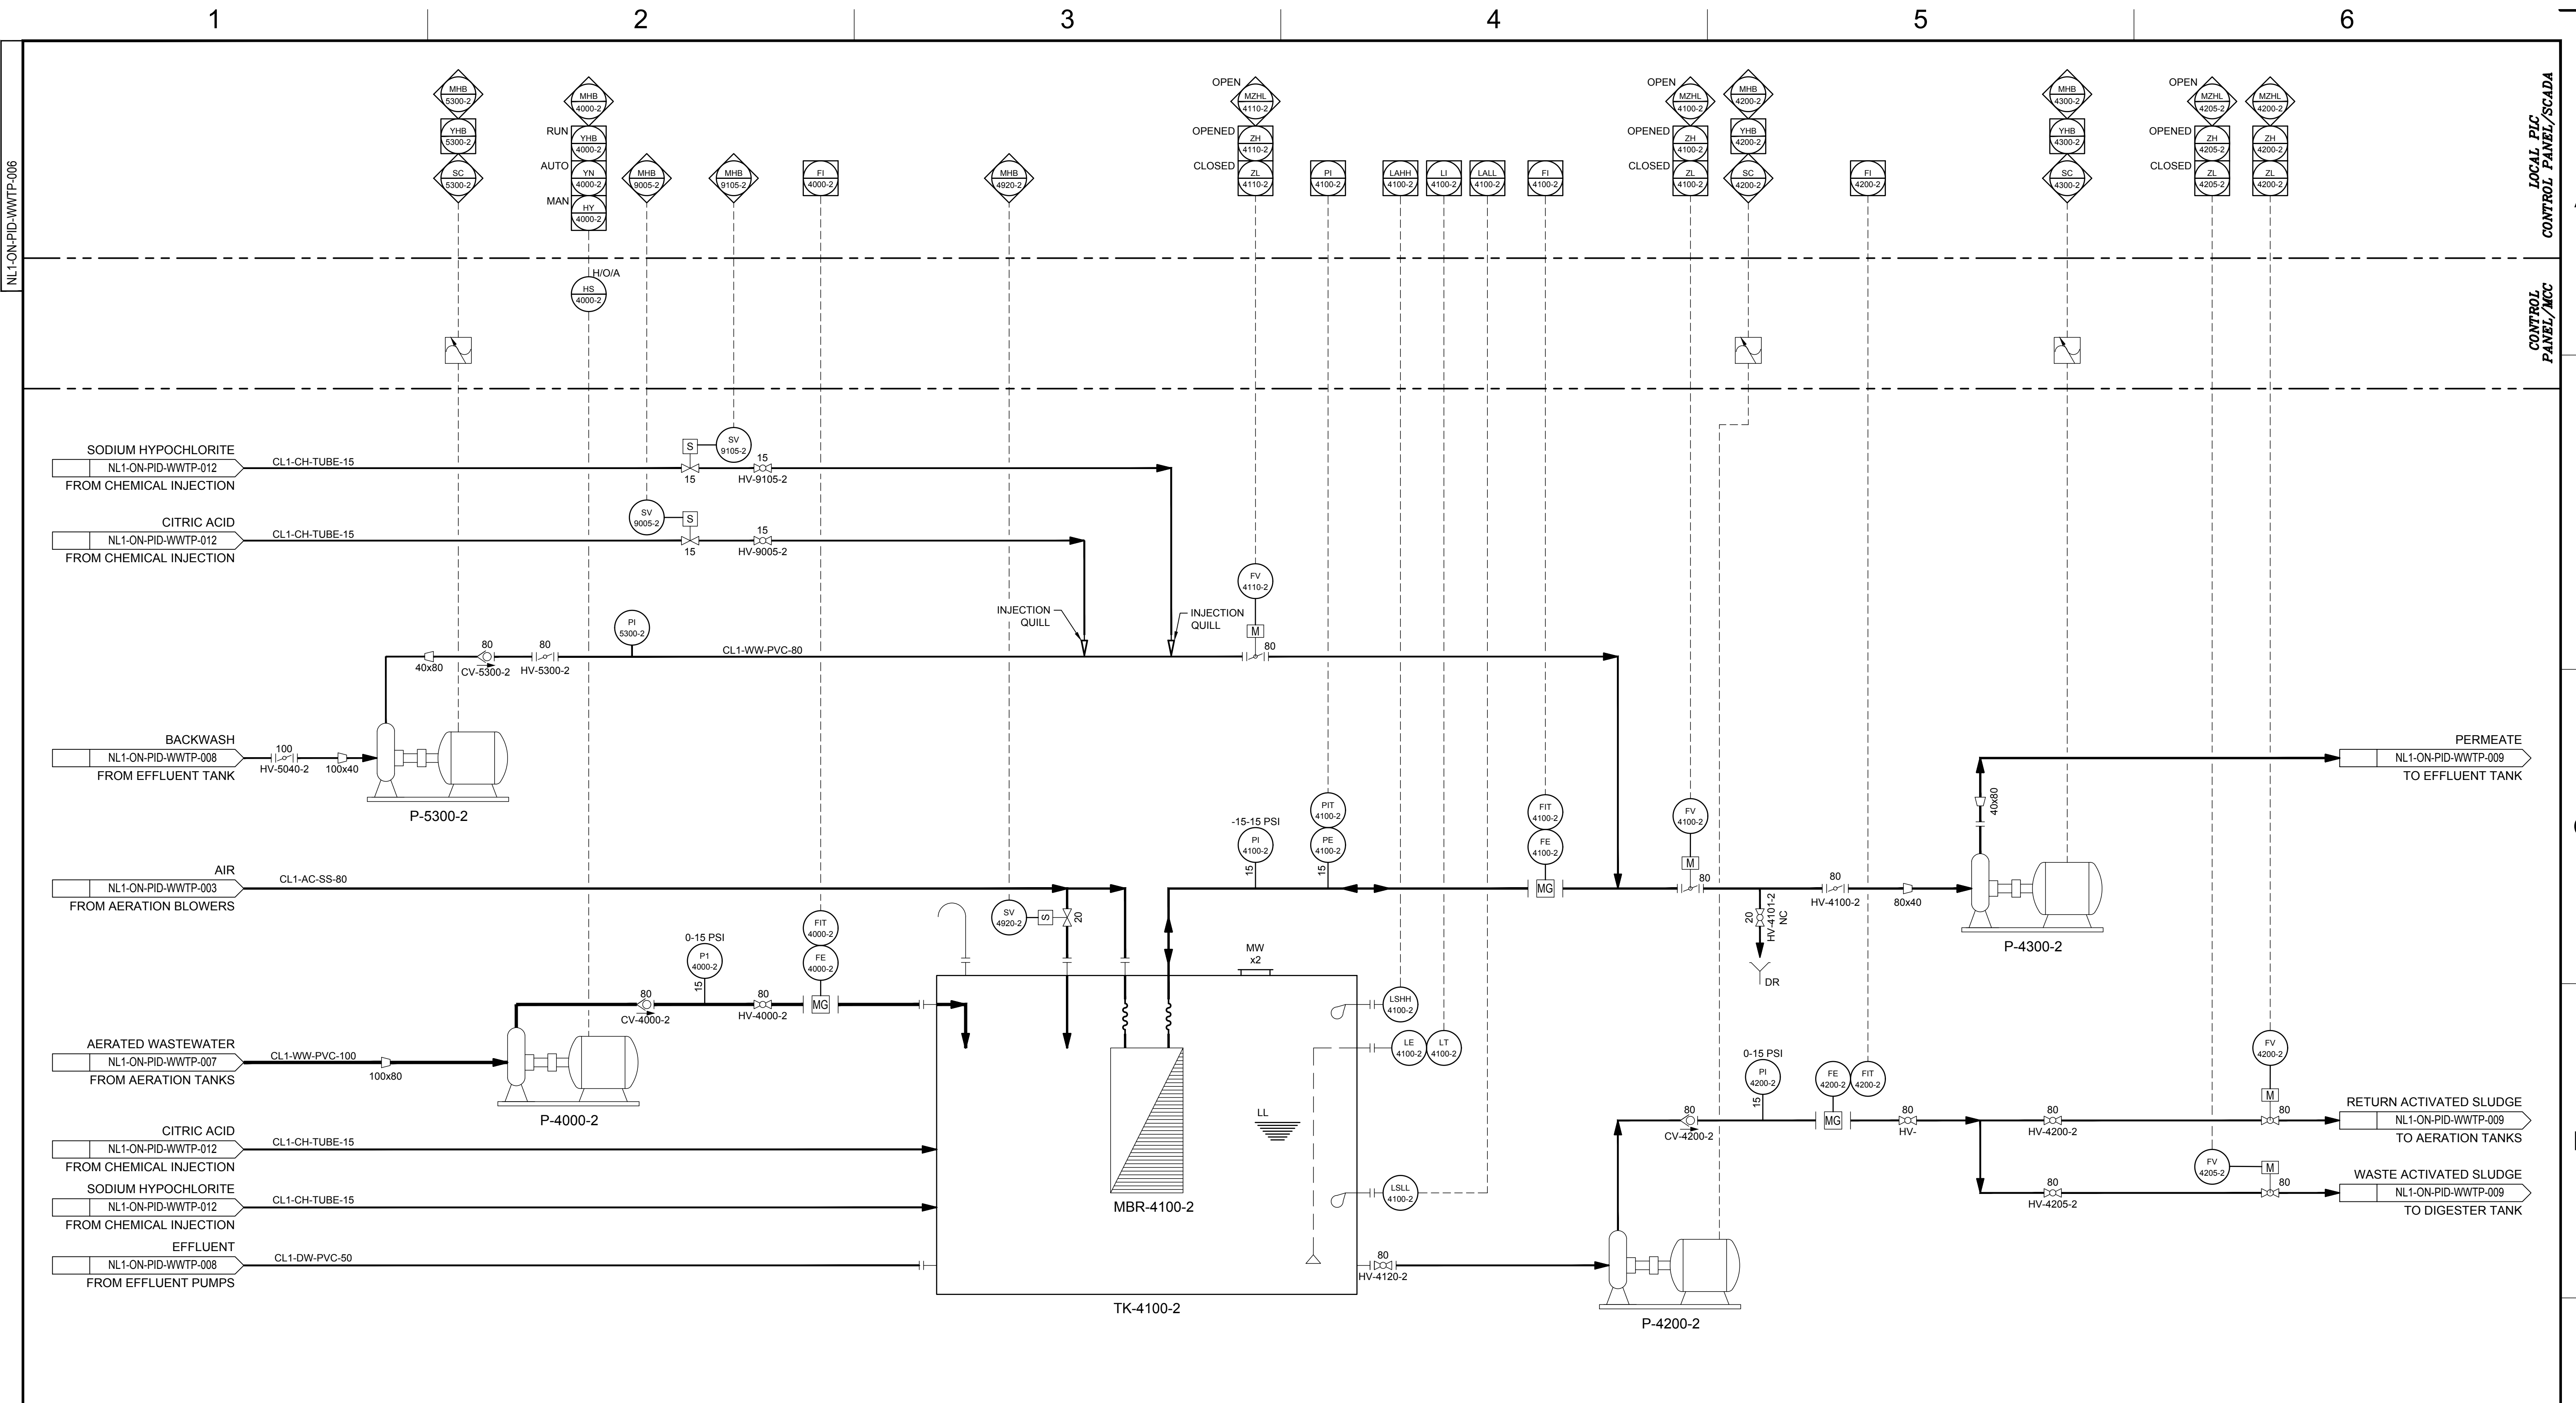 1
2
3
4
5
6
NL1-ON-PID-WWTP-006
LOCAL PLC
CONTROL PANEL/SCADA
CONTROL
PANEL/MCC
MHB
5300-2
YHB
5300-2
SC
5300-2
MHB
4000-2
RUN
YHB
4000-2
AUTO
YN
4000-2
MAN
HY
4000-2
MHB
9005-2
MHB
9105-2
FI
4000-2
MHB
4920-2
OPEN
MZHL
4110-2
OPENED
ZH
4110-2
CLOSED
ZL
4110-2
PI
4100-2
LAHH
4100-2
LI
4100-2
LALL
4100-2
FI
4100-2
OPEN
MZHL
4100-2
OPENED
ZH
4100-2
CLOSED
ZL
4100-2
MHB
4200-2
YHB
4200-2
SC
4200-2
FI
4200-2
MHB
4300-2
YHB
4300-2
SC
4300-2
OPEN
MZHL
4205-2
OPENED
ZH
4205-2
CLOSED
ZL
4205-2
MZHL
4200-2
ZH
4200-2
ZL
4200-2
H/O/A
HS
4000-2
SODIUM HYPOCHLORITE
NL1-ON-PID-WWTP-012
FROM CHEMICAL INJECTION
CL1-CH-TUBE-15
S
15
SV
9105-2
15
HV-9105-2
CITRIC ACID
NL1-ON-PID-WWTP-012
FROM CHEMICAL INJECTION
CL1-CH-TUBE-15
SV
9005-2
S
15
15
HV-9005-2
INJECTION
QUILL
INJECTION
QUILL
FV
4110-2
M
80
40x80
80
CV-5300-2
80
HV-5300-2
PI
5300-2
CL1-WW-PVC-80
BACKWASH
NL1-ON-PID-WWTP-008
FROM EFFLUENT TANK
100
HV-5040-2
100x40
P-5300-2
PERMEATE
NL1-ON-PID-WWTP-009
TO EFFLUENT TANK
40x80
AIR
NL1-ON-PID-WWTP-003
FROM AERATION BLOWERS
CL1-AC-SS-80
SV
4920-2
S
20
-15-15 PSI
PI
4100-2
15
PIT
4100-2
PE
4100-2
15
FIT
4100-2
FE
4100-2
MG
FV
4100-2
M
80
20
HV-4101-2
NC
DR
80
HV-4100-2
80x40
P-4300-2
FIT
4000-2
FE
4000-2
MG
0-15 PSI
P1
4000-2
15
80
CV-4000-2
80
HV-4000-2
MW
x2
AERATED WASTEWATER
NL1-ON-PID-WWTP-007
FROM AERATION TANKS
CL1-WW-PVC-100
100x80
P-4000-2
LSHH
4100-2
LE
4100-2
LT
4100-2
LL
LSLL
4100-2
MBR-4100-2
TK-4100-2
CITRIC ACID
NL1-ON-PID-WWTP-012
FROM CHEMICAL INJECTION
CL1-CH-TUBE-15
SODIUM HYPOCHLORITE
NL1-ON-PID-WWTP-012
FROM CHEMICAL INJECTION
CL1-CH-TUBE-15
EFFLUENT
NL1-ON-PID-WWTP-008
FROM EFFLUENT PUMPS
CL1-DW-PVC-50
80
HV-4120-2
P-4200-2
80
CV-4200-2
0-15 PSI
PI
4200-2
15
FE
4200-2
FIT
4200-2
MG
80
HV-
80
HV-4200-2
FV
4200-2
M
80
RETURN ACTIVATED SLUDGE
NL1-ON-PID-WWTP-009
TO AERATION TANKS
80
HV-4205-2
FV
4205-2
M
80
WASTE ACTIVATED SLUDGE
NL1-ON-PID-WWTP-009
TO DIGESTER TANK